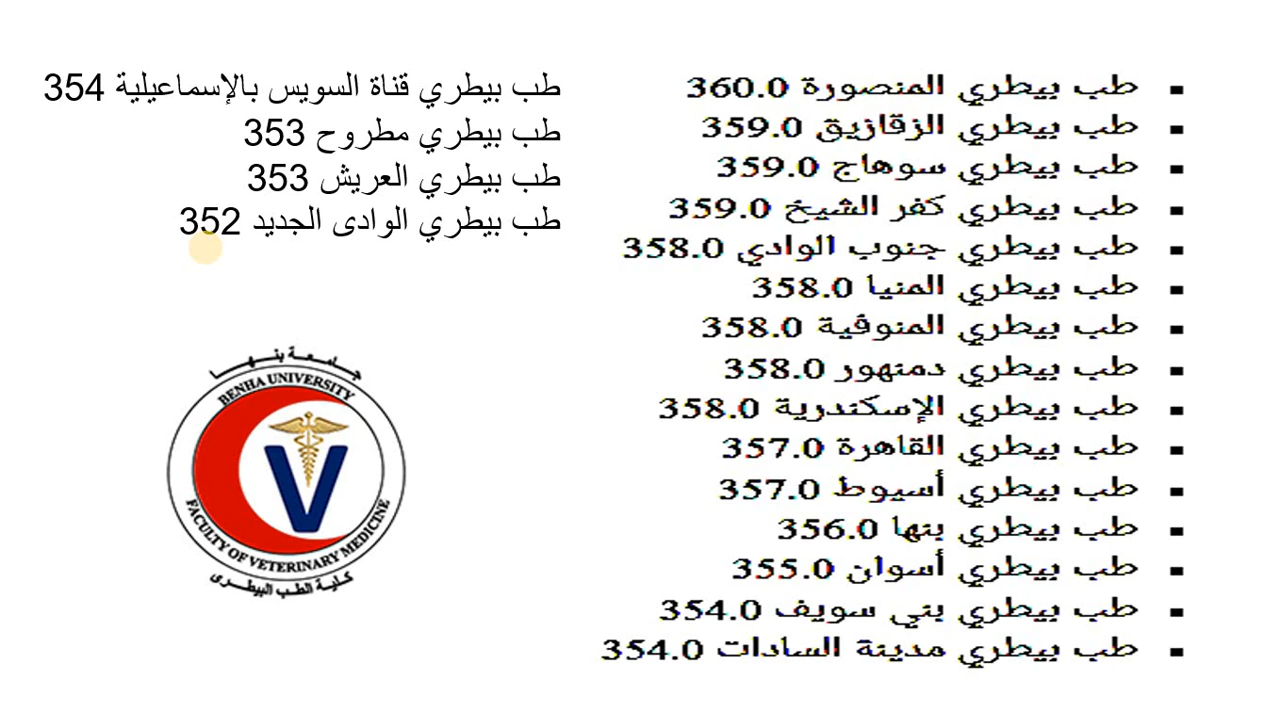 طب بيطري المنصورة 360.0
طب بيطري الزقازيق 359.0
طب بيطري سوهاج 359.0
طب بيطري كفر الشيخ 359.0
طب بيطري جنوب الوادي 358.0
طب بيطري المنيا 358.0
طب بيطري المنوفية 358.0
طب بيطري دمنهور 358.0
طب بيطري الإسكندرية 358.0
طب بيطري القاهرة 357.0
طب بيطري أسيوط 357.0
طب بيطري بنها 356.0
طب بيطري أسوان 355.0
طب بيطري بني سويف 354.0
طب بيطري مدينة السادات 354.0
طب بيطري قناة السويس بالإسماعيلية 354
طب بيطري مطروح 353
طب بيطري العريش 353
طب بيطري الوادى الجديد 352
جامعة بنها
BENHA UNIVERSITY
V
FACULTY OF VETERINARY MEDICINE
كلية الطب البيطرى